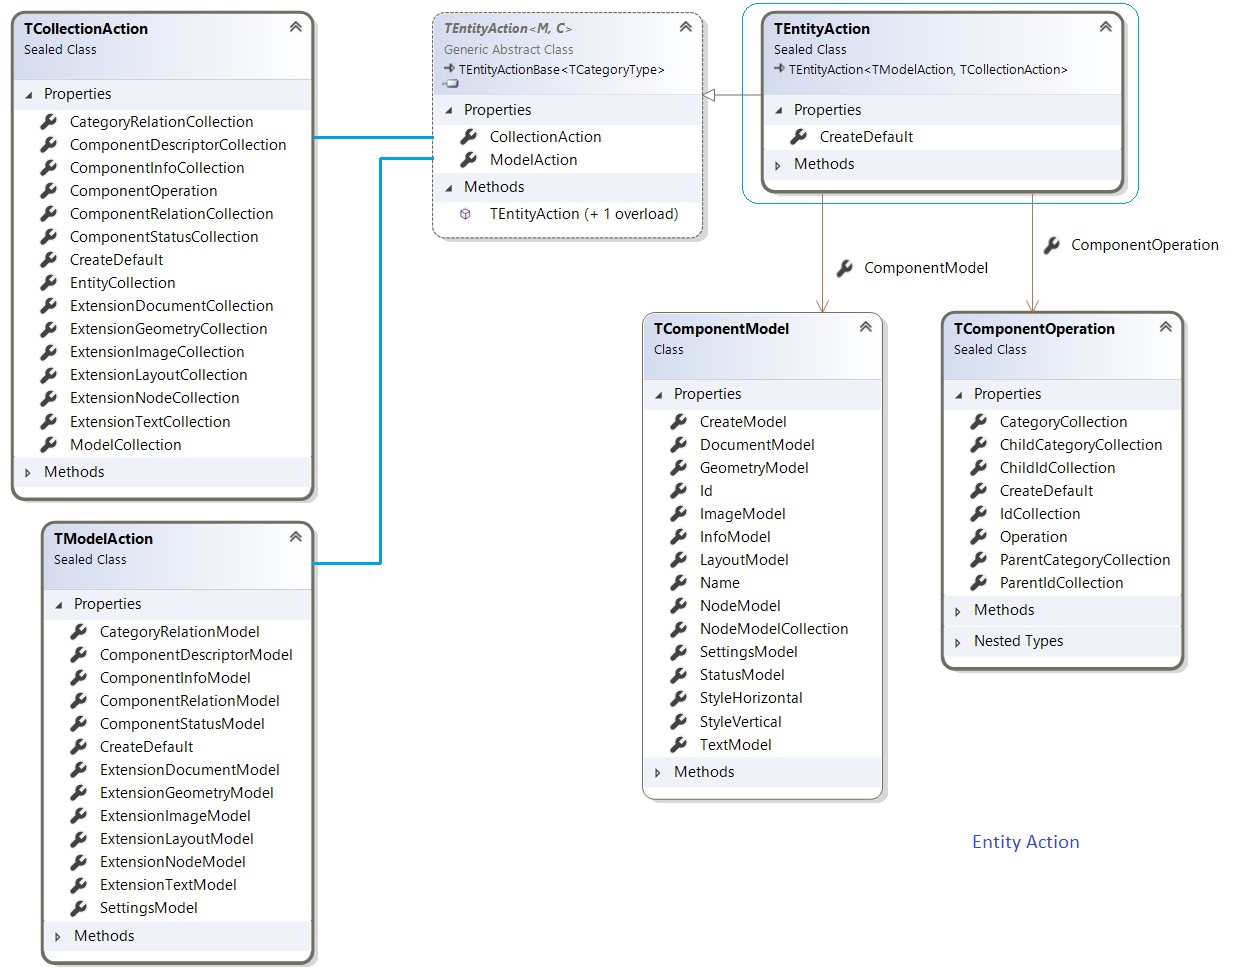 TCollectionAction
Sealed Class
Properties
CategoryRelationCollection
ComponentDescriptorCollection
ComponentInfoCollection
ComponentOperation
ComponentRelationCollection
ComponentStatusCollection
CreateDefault
EntityCollection
ExtensionDocumentCollection
ExtensionGeometryCollection
ExtensionImageCollection
ExtensionLayoutCollection
ExtensionNodeCollection
ExtensionTextCollection
ModelCollection
Methods
TModelAction
Sealed Class
Properties
CategoryRelationModel
ComponentDescriptorModel
ComponentInfoModel
ComponentRelationModel
ComponentStatusModel
CreateDefault
ExtensionDocumentModel
ExtensionGeometryModel
ExtensionImageModel
ExtensionLayoutModel
ExtensionNodeModel
ExtensionTextModel
SettingsModel
Methods
TEntityAction<M, C>
Generic Abstract Class
TEntityActionBase<TCategoryType>
Properties
CollectionAction
ModelAction
Methods
TEntityAction (+ 1 overload)
TEntityAction
Sealed Class
TEntityAction<TModelAction, TCollectionAction>
Properties
CreateDefault
Methods
ComponentModel
ComponentOperation
TComponentModel
Class
Properties
CreateModel
DocumentModel
GeometryModel
Id
ImageModel
InfoModel
LayoutModel
Name
NodeModel
NodeModelCollection
SettingsModel
StatusModel
StyleHorizontal
StyleVertical
TextModel
Methods
TComponentOperation
Sealed Class
Properties
CategoryCollection
ChildCategoryCollection
ChildIdCollection
CreateDefault
IdCollection
Operation
ParentCategoryCollection
ParentIdCollection
Methods
Nested Types
Entity Action